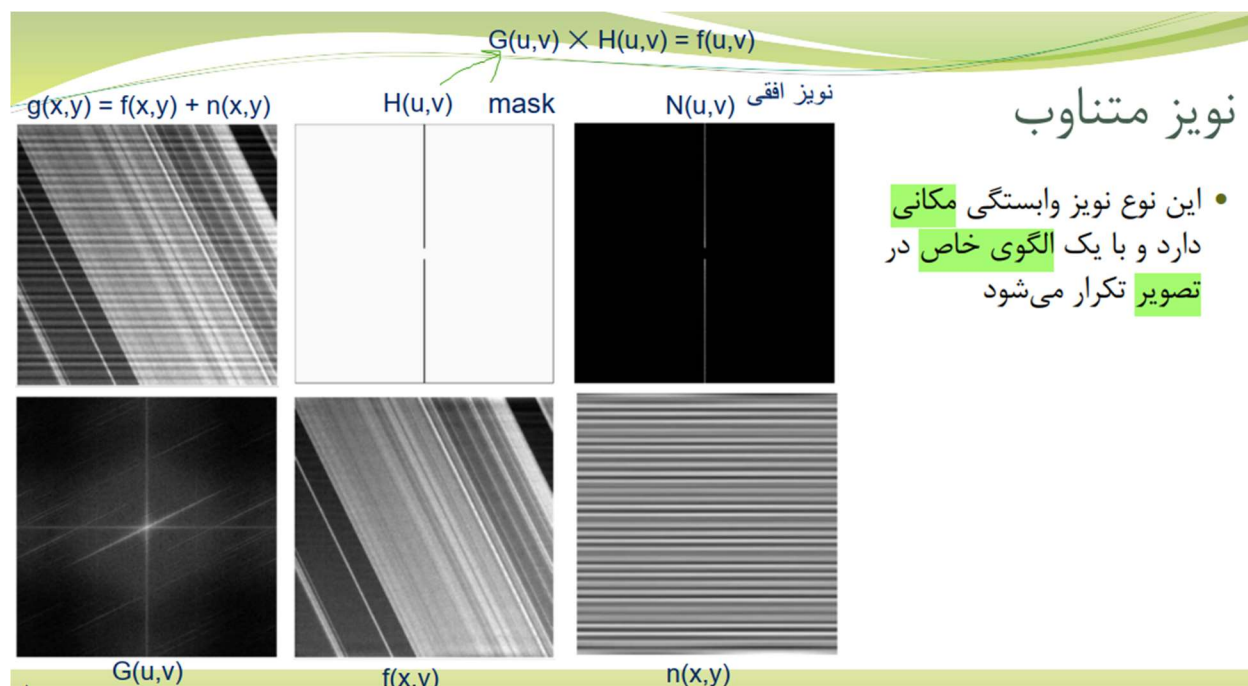 G(u,v) × H(u,v) = f(u,v)
نویز متناوب
g(x,y) = f(x,y) + n(x,y)
H(u,v) mask
N(u,v) نویز افقی
• این نوع نویز وابستگی مکانی
دارد و با یک الگوی خاص در
تصویر تکرار می‌شود
G(u,v)
f(x,y)
n(x,y)